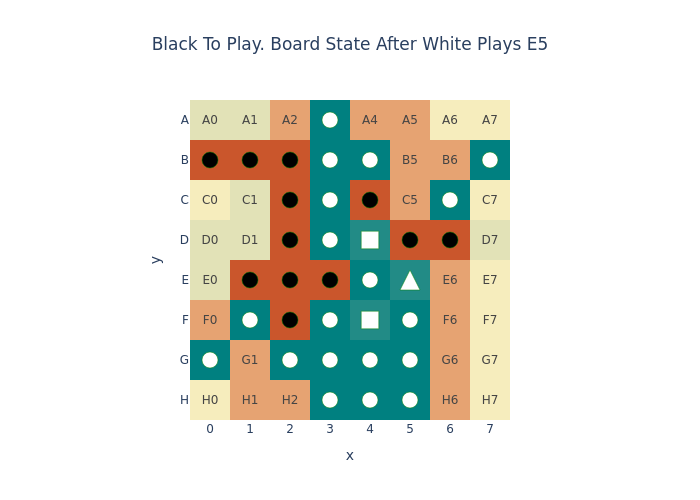 Black To Play. Board State After White Plays E5
A A0 A1 A2 A4 A5 A6 A7
B B5 B6
C C0 C1 C5 C7
D D0 D1 D7
E E0 E6 E7
F F0 F6 F7
G G1 G6 G7
H H0 H1 H2 H6 H7
0 1 2 3 4 5 6 7
x
y